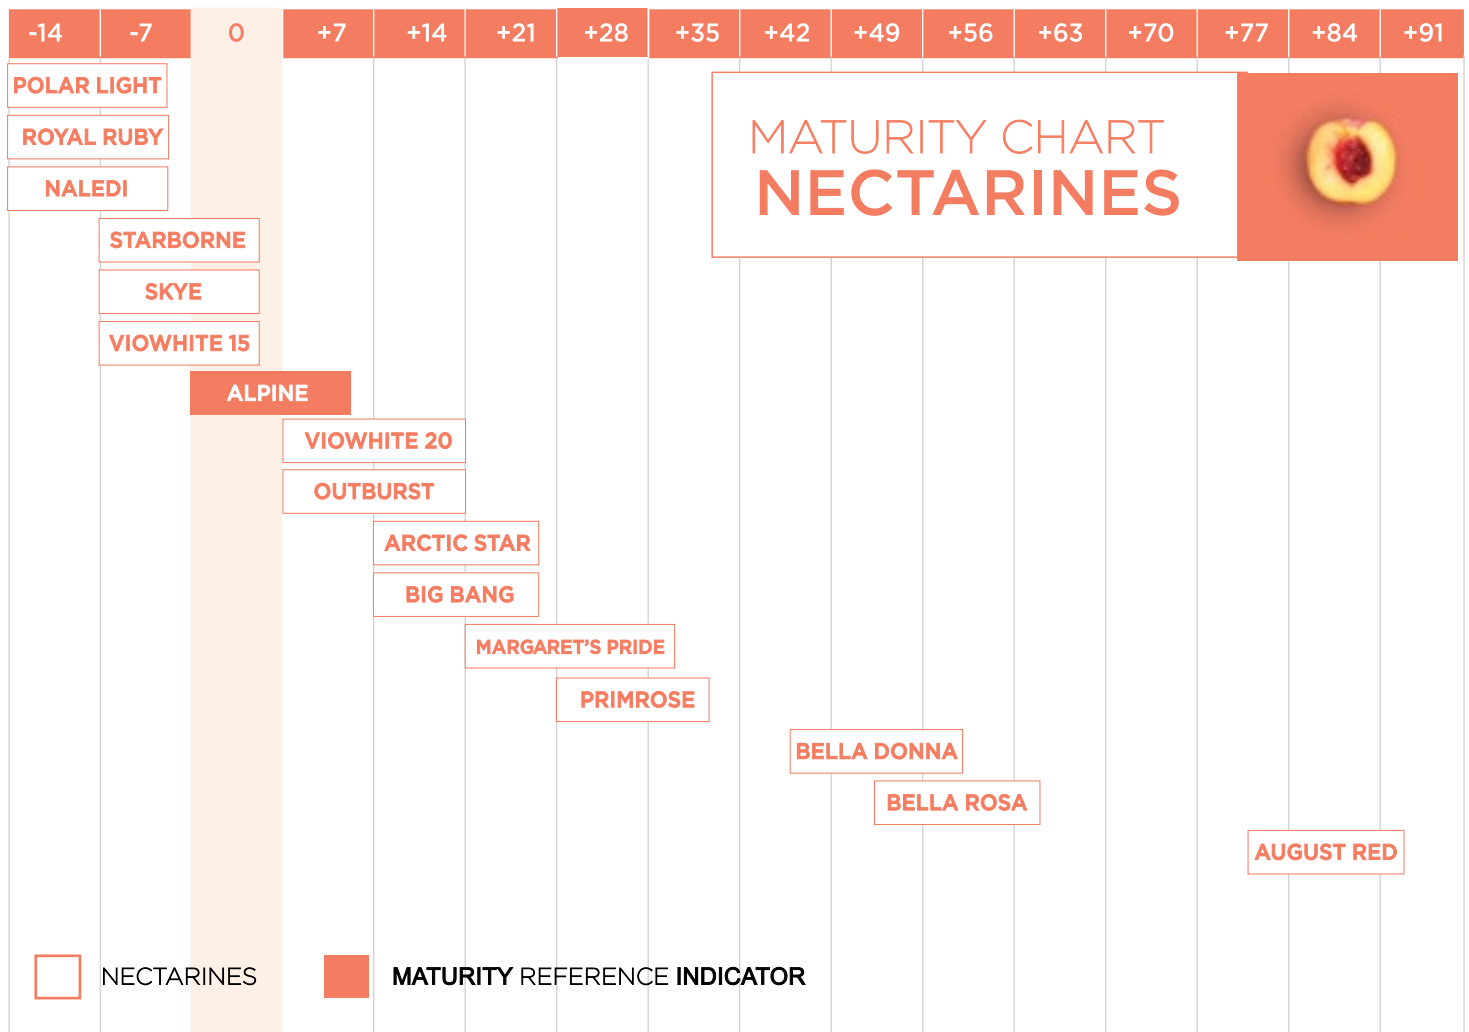 -14 -7 0 +7 +14 +21 +28 +35 +42 +49 +56 +63 +70 +77 +84 +91
POLAR LIGHT
MATURITY CHART
NECTARINES
ROYAL RUBY
NALEDI
STARBORNE
SKYE
VIOWHITE 15
ALPINE
VIOWHITE 20
OUTBURST
ARCTIC STAR
BIG BANG
MARGARET'S PRIDE
PRIMROSE
BELLA DONNA
BELLA ROSA
AUGUST RED
NECTARINES MATURITY REFERENCE INDICATOR